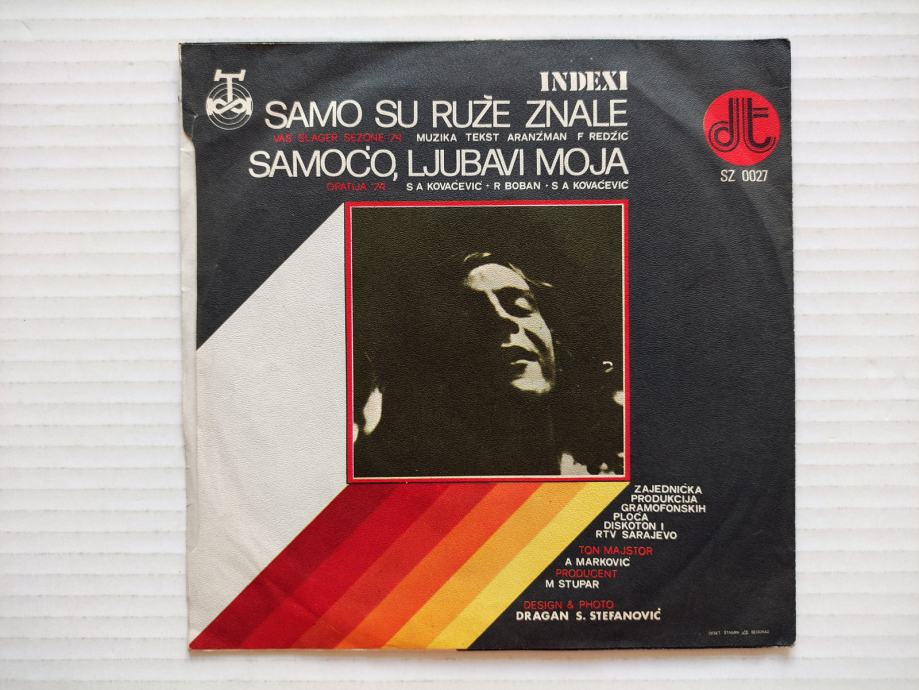 INDEXI
SAMO SU RUŽE ZNALE
VAŠ ŠLAGER SEZONE '74 MUZIKA TEKST ARANŽMAN F REDŽIĆ
SAMOĆO, LJUBAVI MOJA
OPATIJA '74 S A KOVAČEVIĆ • R BOBAN • S A KOVAČEVIĆ
dt
SZ 0027
ZAJEDNIČKA
PRODUKCIJA
GRAMOFONSKIH
PLOČA
DISKOTON I
RTV SARAJEVO
TON MAJSTOR
A MARKOVIĆ
PRODUCENT
M STUPAR
DESIGN & PHOTO
DRAGAN S. STEFANOVIĆ